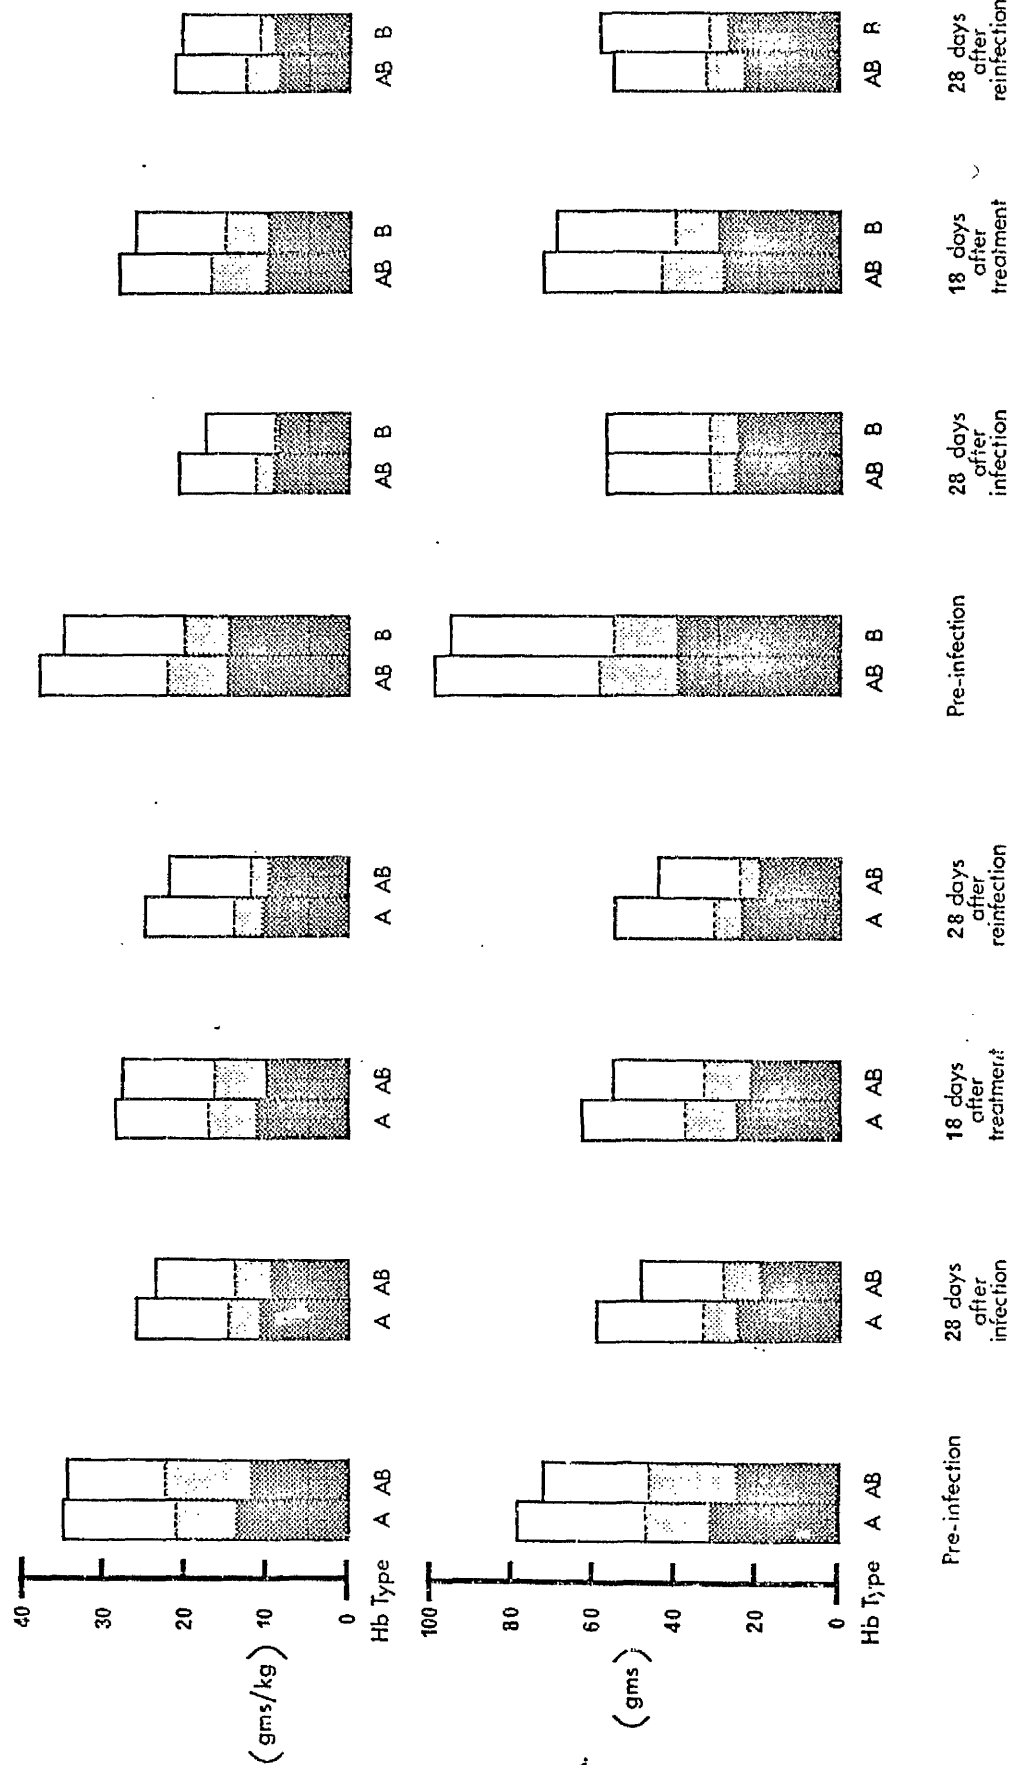 40
30
20
10
0
(gms/kg)
Hb Type A AB A AB A AB A AB AB B AB B AB B AB B
100
80
60
40
20
0
(gms)
Hb Type A AB A AB A AB A AB AB B AB B AB B AB B
Pre-infection
28 days
after
infection
18 days
after
treatment
28 days
after
reinfection
Pre-infection
28 days
after
infection
18 days
after
treatment
28 days
after
reinfection